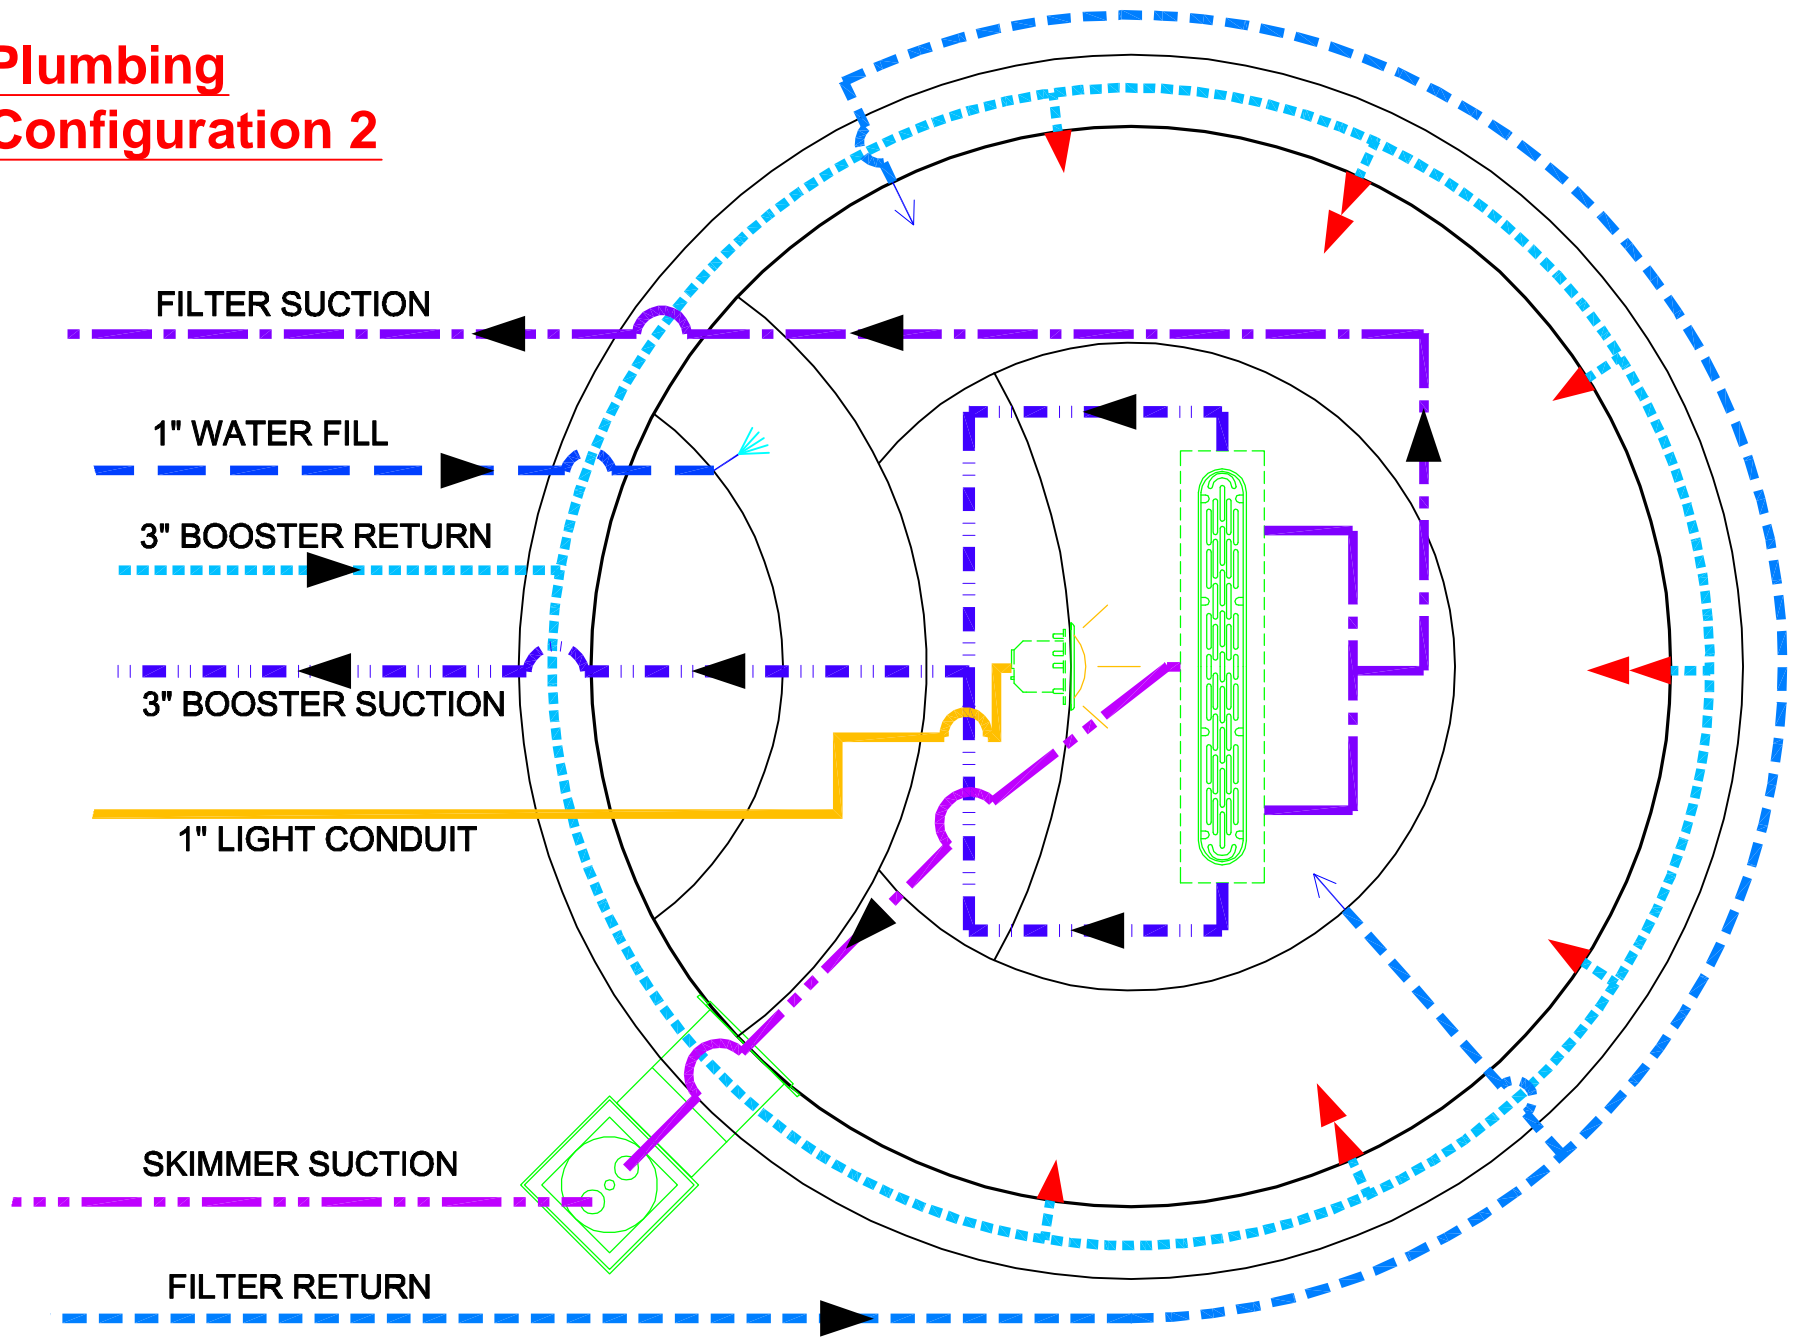 Plumbing
Configuration 2
FILTER SUCTION
1" WATER FILL
3" BOOSTER RETURN
3" BOOSTER SUCTION
1" LIGHT CONDUIT
SKIMMER SUCTION
FILTER RETURN